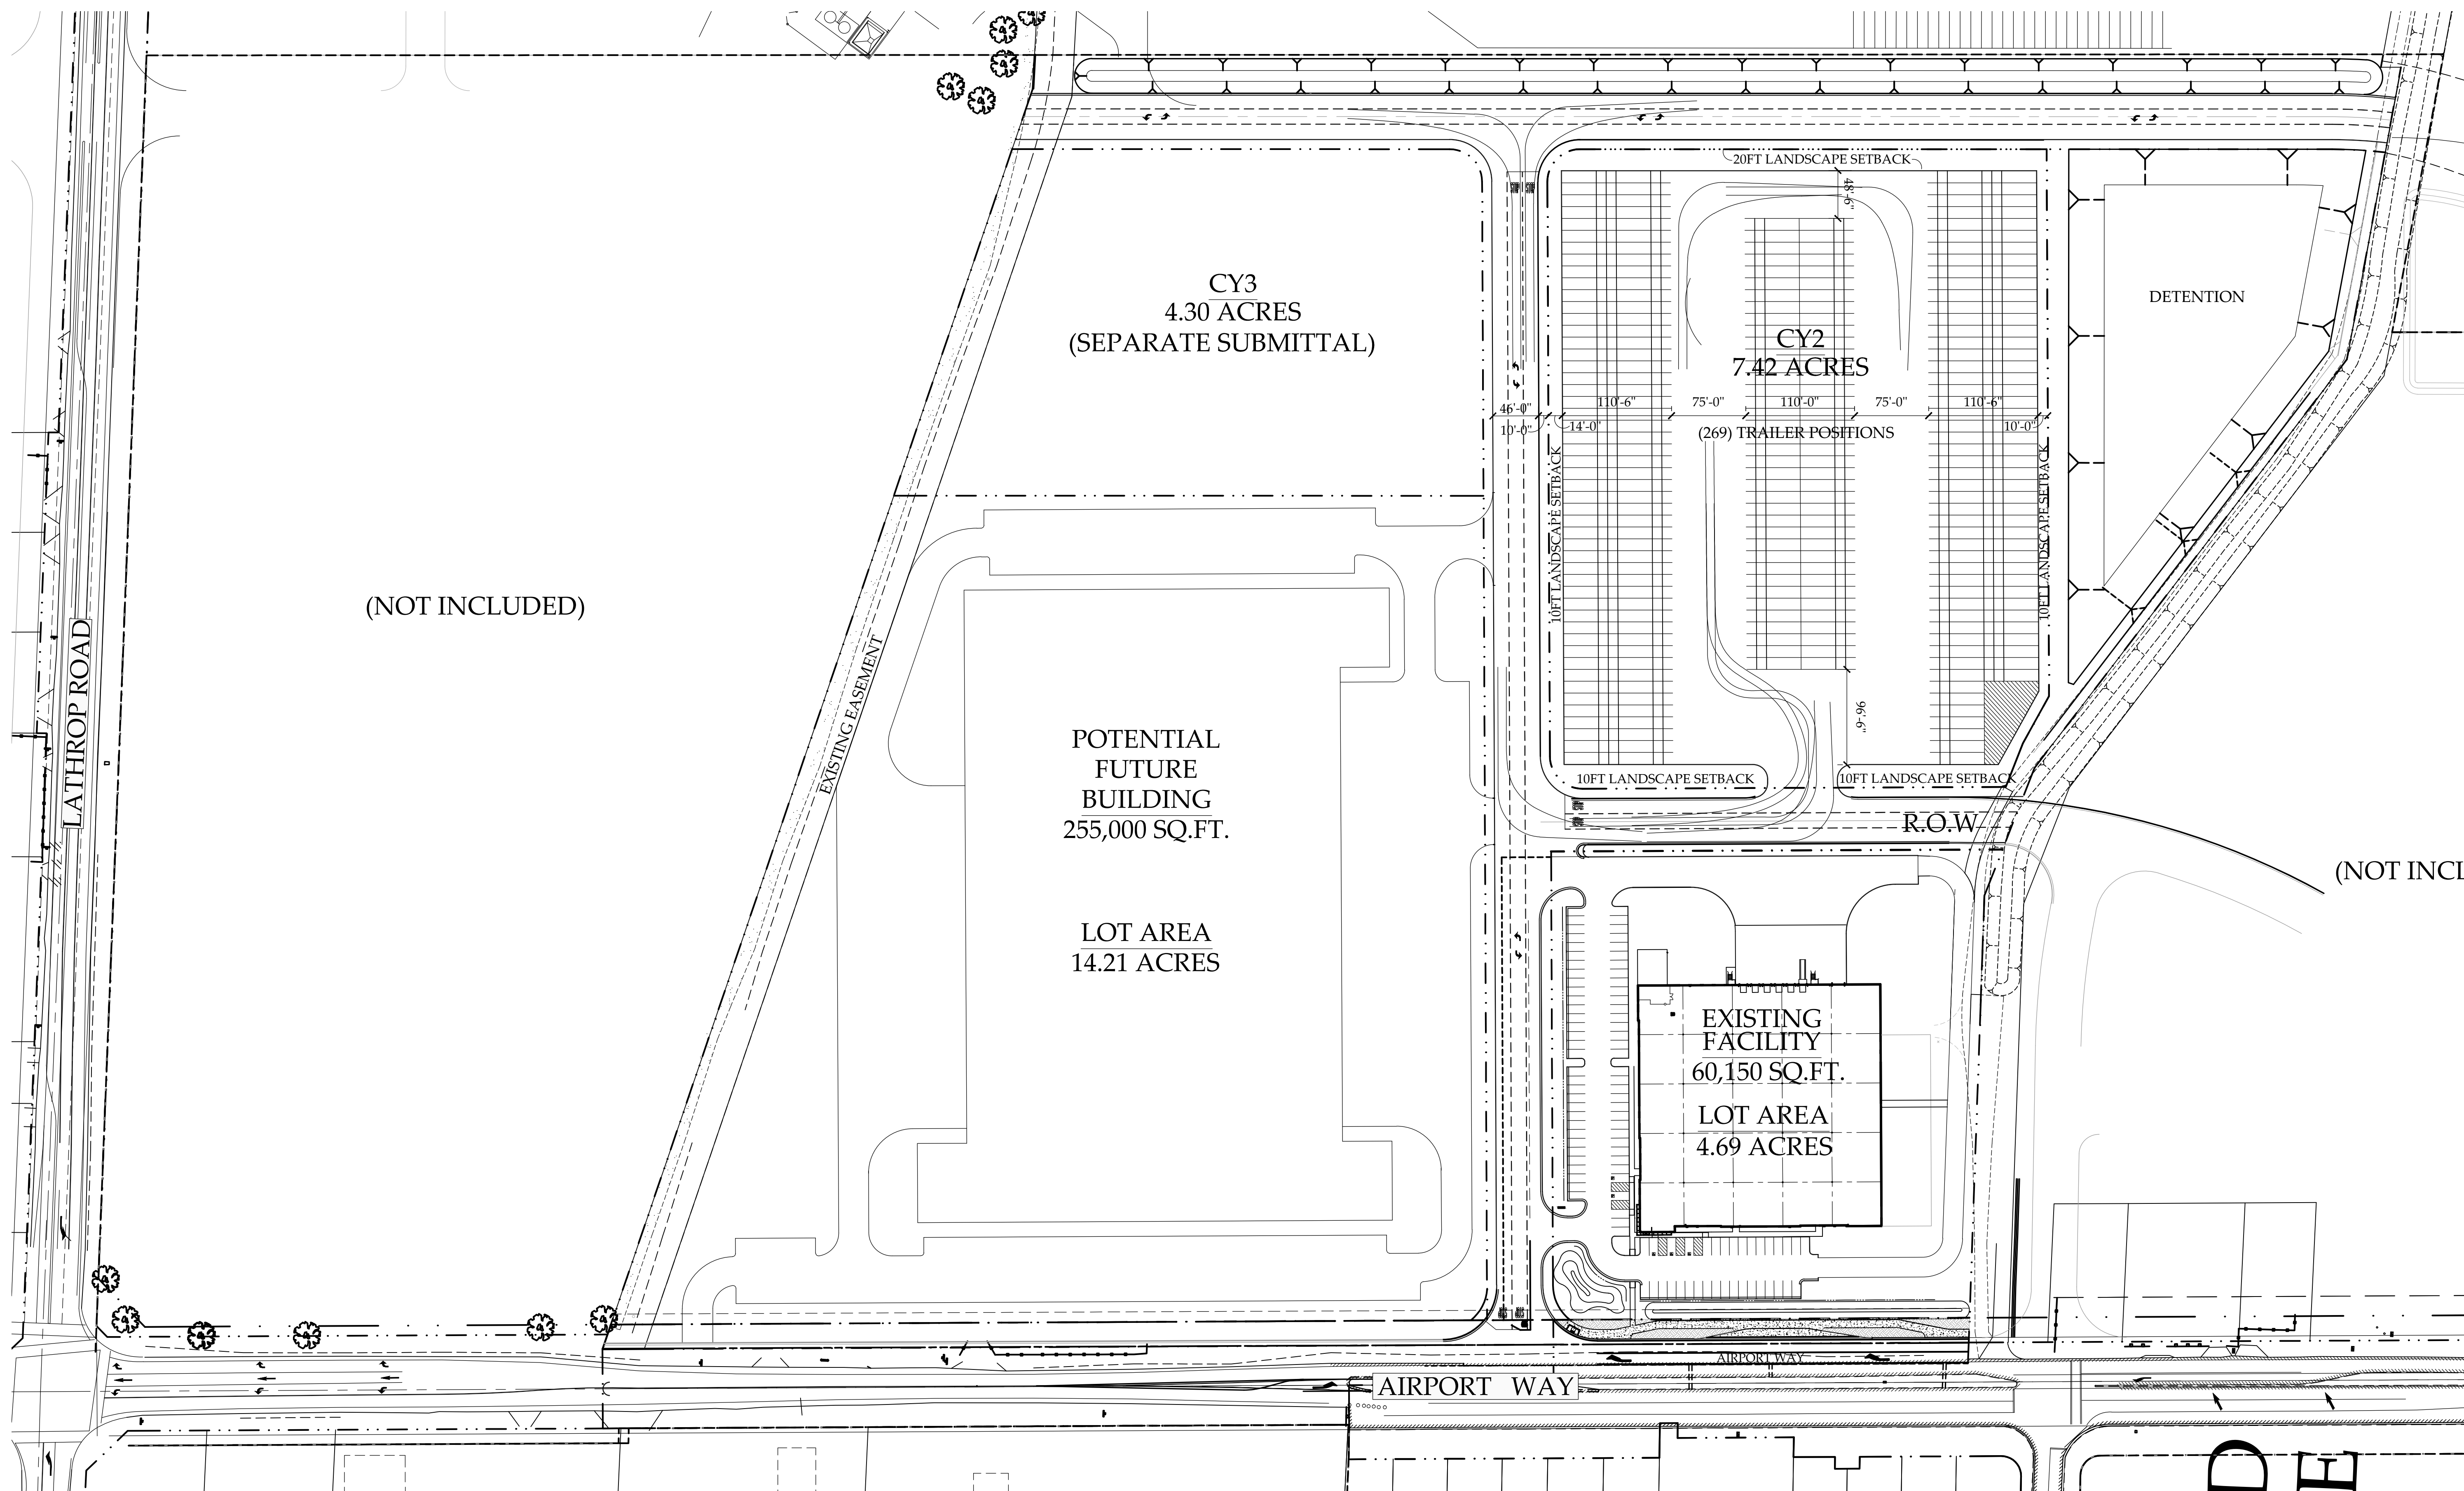 20FT LANDSCAPE SETBACK
48'-6"
CY3
4.30 ACRES
(SEPARATE SUBMITTAL)
DETENTION
CY2
7.42 ACRES
46'-0"
110'-6"
75'-0"
110'-0"
75'-0"
110'-6"
10'-0"
14'-0"
(269) TRAILER POSITIONS
10'-0"
10FT LANDSCAPE SETBACK
10FT LANDSCAPE SETBACK
(NOT INCLUDED)
LATHROP ROAD
EXISTING EASEMENT
POTENTIAL
FUTURE
BUILDING
255,000 SQ.FT.
96'-6"
10FT LANDSCAPE SETBACK
10FT LANDSCAPE SETBACK
R.O.W
(NOT INCL
LOT AREA
14.21 ACRES
EXISTING
FACILITY
60,150 SQ.FT.
LOT AREA
4.69 ACRES
AIRPORT WAY
AIRPORT WAY
D
E